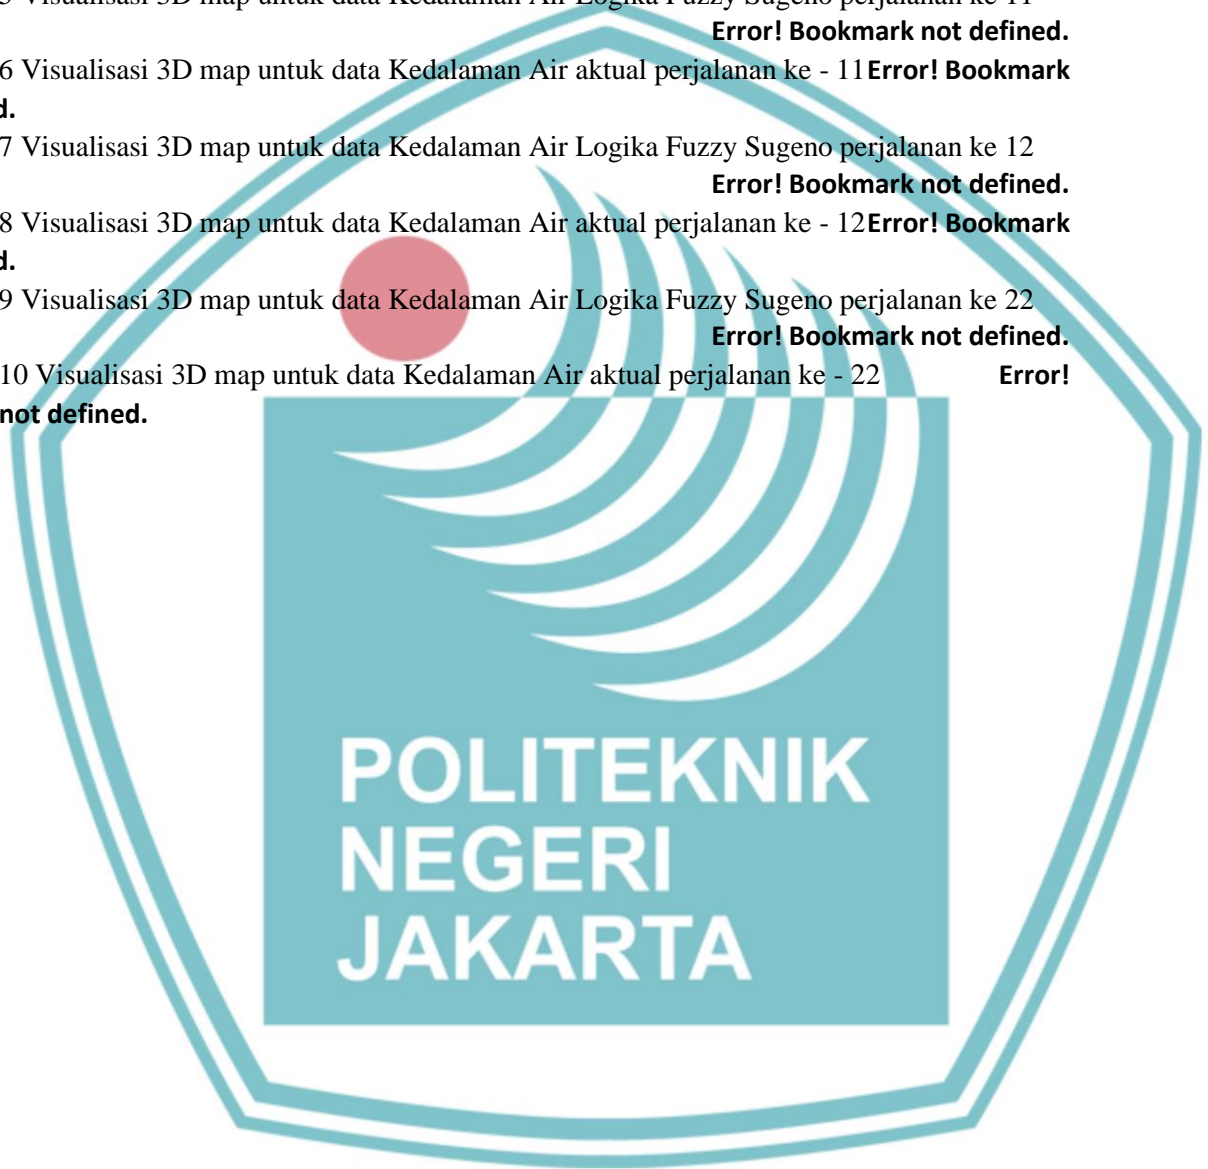 5 Visualisasi 3D map untuk data Kedalaman Air Logika Fuzzy Sugeno perjalanan ke 11
Error! Bookmark not defined.
6 Visualisasi 3D map untuk data Kedalaman Air aktual perjalanan ke - 11Error! Bookmark
d.
7 Visualisasi 3D map untuk data Kedalaman Air Logika Fuzzy Sugeno perjalanan ke 12
Error! Bookmark not defined.
8 Visualisasi 3D map untuk data Kedalaman Air aktual perjalanan ke - 12Error! Bookmark
d.
9 Visualisasi 3D map untuk data Kedalaman Air Logika Fuzzy Sugeno perjalanan ke 22
Error! Bookmark not defined.
10 Visualisasi 3D map untuk data Kedalaman Air aktual perjalanan ke - 22 Error!
not defined.
POLITEKNIK
NEGERI
JAKARTA